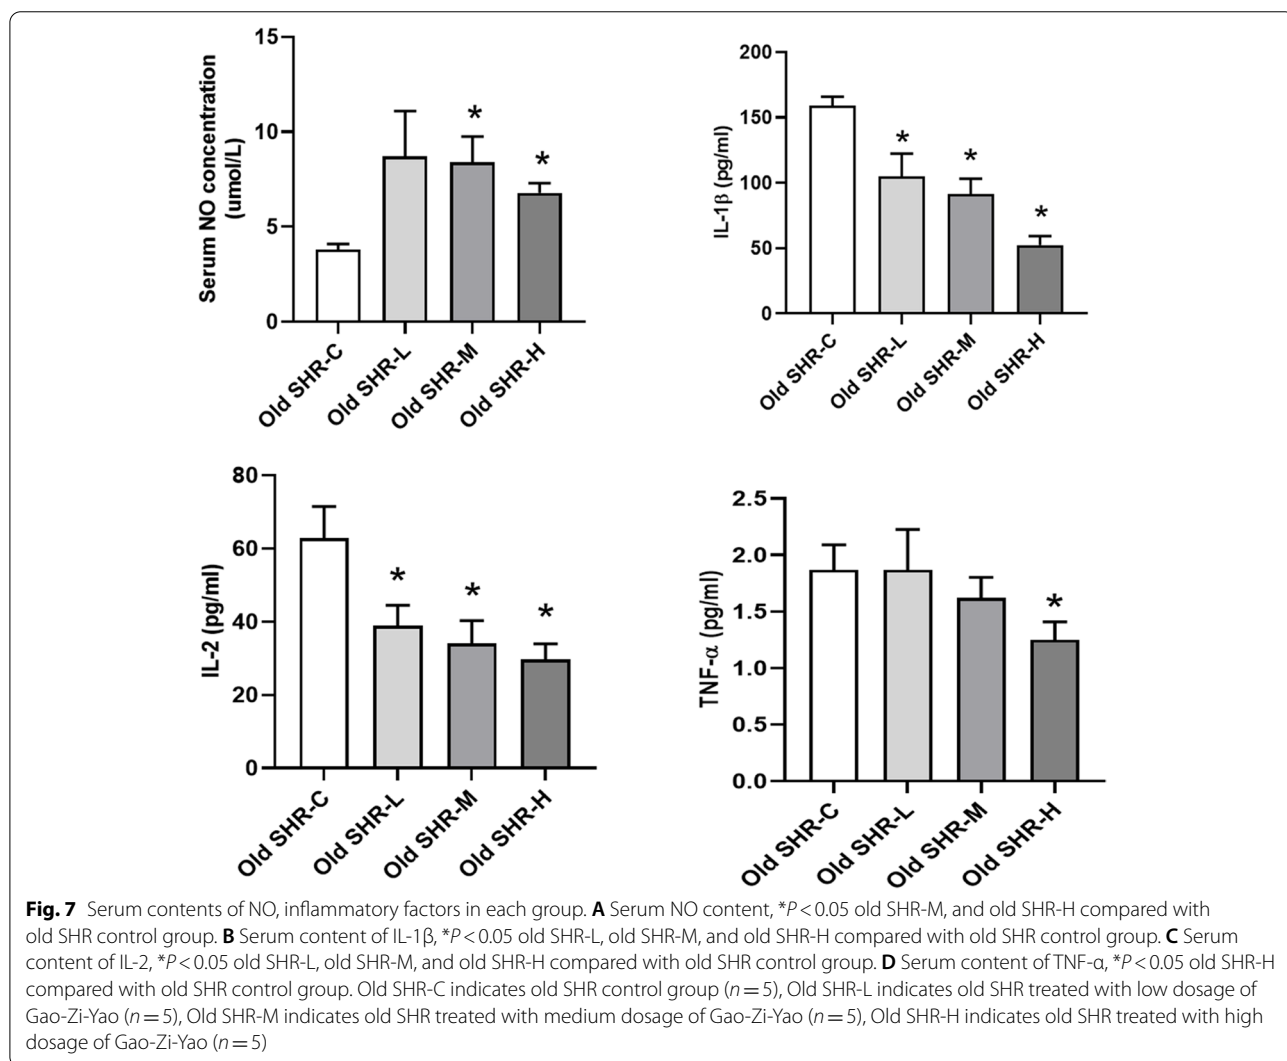 15
10
5
0
Serum NO concentration
(umol/L)
*
*
Old SHR-C
Old SHR-L
Old SHR-M
Old SHR-H
200
150
100
50
0
IL-1β (pg/ml)
*
*
*
Old SHR-C
Old SHR-L
Old SHR-M
Old SHR-H
80
60
40
20
0
IL-2 (pg/ml)
*
*
*
Old SHR-C
Old SHR-L
Old SHR-M
Old SHR-H
2.5
2.0
1.5
1.0
0.5
0.0
TNF-α (pg/ml)
*
Old SHR-C
Old SHR-L
Old SHR-M
Old SHR-H
Fig. 7 Serum contents of NO, inflammatory factors in each group. A Serum NO content, *P < 0.05 old SHR-M, and old SHR-H compared with
old SHR control group. B Serum content of IL-1β, *P < 0.05 old SHR-L, old SHR-M, and old SHR-H compared with old SHR control group. C Serum
content of IL-2, *P < 0.05 old SHR-L, old SHR-M, and old SHR-H compared with old SHR control group. D Serum content of TNF-α, *P < 0.05 old SHR-H
compared with old SHR control group. Old SHR-C indicates old SHR control group (n = 5), Old SHR-L indicates old SHR treated with low dosage of
Gao-Zi-Yao (n = 5), Old SHR-M indicates old SHR treated with medium dosage of Gao-Zi-Yao (n = 5), Old SHR-H indicates old SHR treated with high
dosage of Gao-Zi-Yao (n = 5)